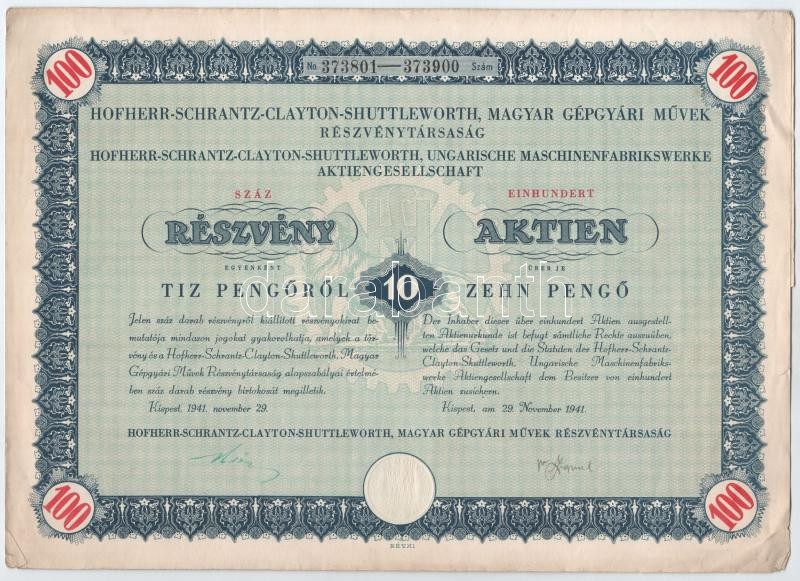 100
No 373801—373900 Szám
100
HOFHERR-SCHRANTZ-CLAYTON-SHUTTLEWORTH, MAGYAR GÉPGYÁRI MŰVEK
RÉSZVÉNYTÁRSASÁG
HOFHERR-SCHRANTZ-CLAYTON-SHUTTLEWORTH, UNGARISCHE MASCHINENFABRIKSWERKE
AKTIENGESELLSCHAFT
SZÁZ
RÉSZVÉNY
EGYENKÉNT
TIZ PENGŐRŐL
10
EINHUNDERT
AKTIEN
ÜBER JE
ZEHN PENGŐ
Jelen száz darab részvényről kiállított részvényokirat be-
mutatója mindazon jogokat gyakorolhatja, amelyek a tör-
vény és a Hofherr-Schrantz-Clayton-Shuttleworth, Magyar
Gépgyári Művek Részvénytársaság alapszabályai értelmé-
ben száz darab részvény birtokosát megilletik.
Kispest, 1941. november 29.
Der Inhaber dieses über einhundert Aktien ausgestell-
ten Aktienurkunde ist befugt sämtliche Rechte auszuüben,
welche das Gesetz und die Statuten der Hofherr-Schrantz-
Clayton-Shuttleworth, Ungarische Maschinenfabriks-
werke Aktiengesellschaft dem Besitzer von einhundert
Aktien zusichern.
Kispest, am 29. November 1941.
HOFHERR-SCHRANTZ-CLAYTON-SHUTTLEWORTH, MAGYAR GÉPGYÁRI MŰVEK RÉSZVÉNYTÁRSASÁG
100
100
RÉVAI